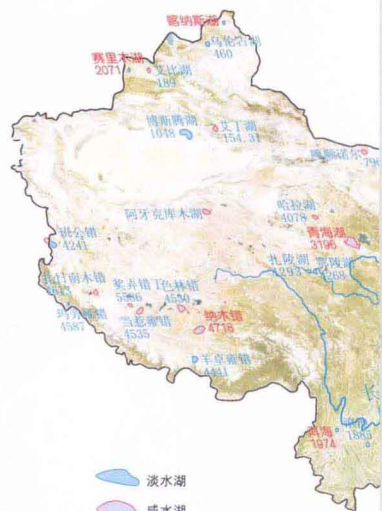 喀纳斯湖
乌伦古湖
460
赛里木湖
2071
艾比湖
189
博斯腾湖
1048
艾丁湖
154.31
阿牙克库木湖
哈拉湖
4078
青海湖
3196
班公错
4241
扎陵湖
4293
鄂陵湖
4268
色林错
4530
4587
当惹雍错
4535
纳木错
4718
羊卓雍错
4441
长
洱海
1974
淡水湖
咸水湖